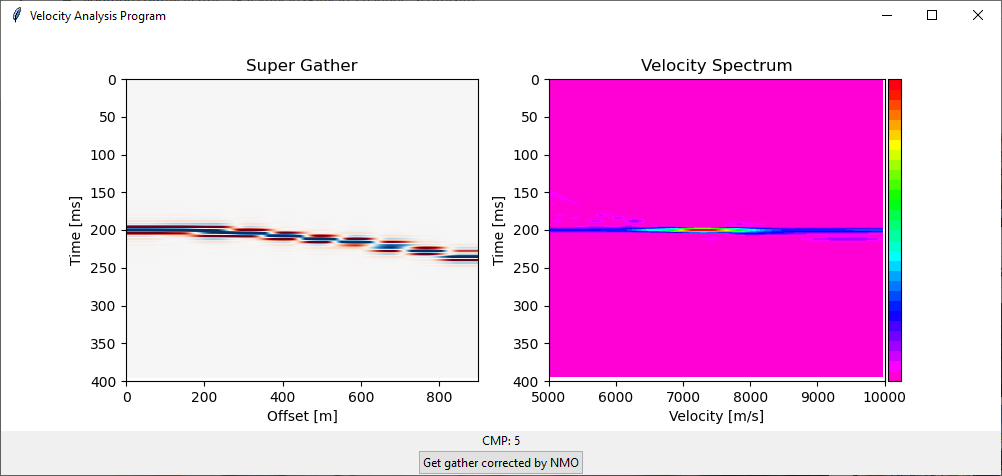 Velocity Analysis Program
Super Gather
Time [ms]
0
50
100
150
200
250
300
350
400
0 200 400 600 800
Offset [m]
Velocity Spectrum
Time [ms]
0
50
100
150
200
250
300
350
400
5000 6000 7000 8000 9000 10000
Velocity [m/s]
CMP: 5
Get gather corrected by NMO